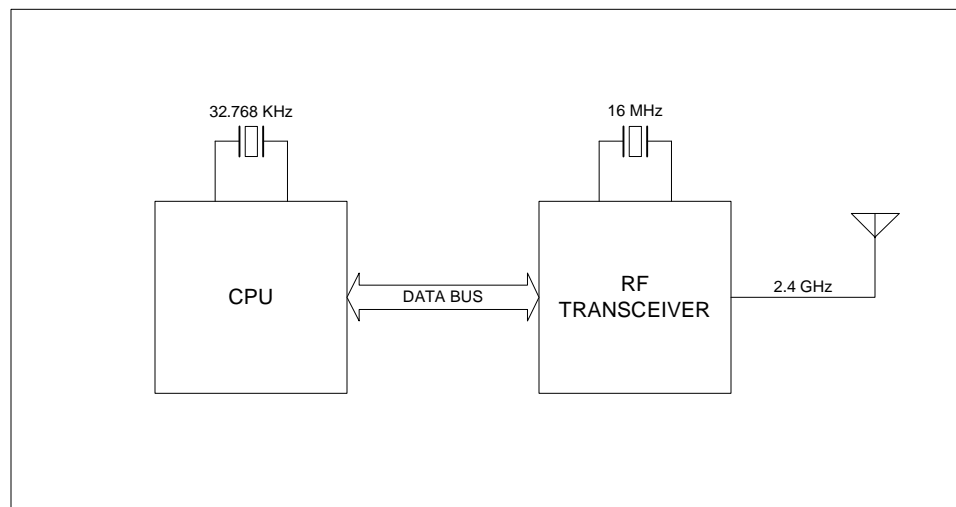 32.768 KHz
16 MHz
CPU
DATA BUS
RF
TRANSCEIVER
2.4 GHz